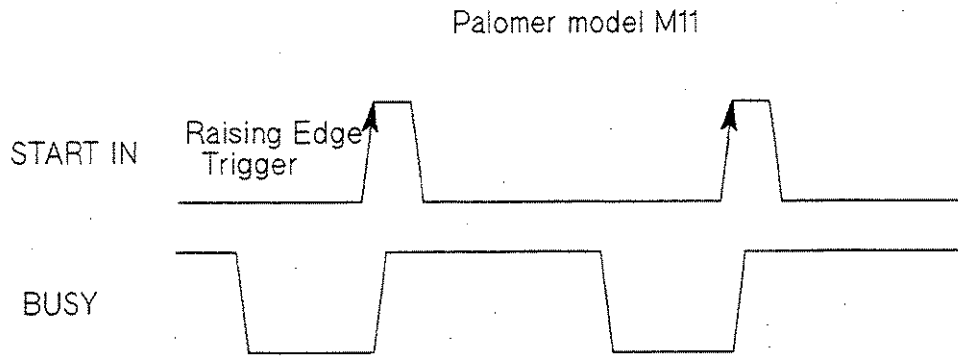 Palomer model M11
Raising Edge
Trigger
START IN
BUSY